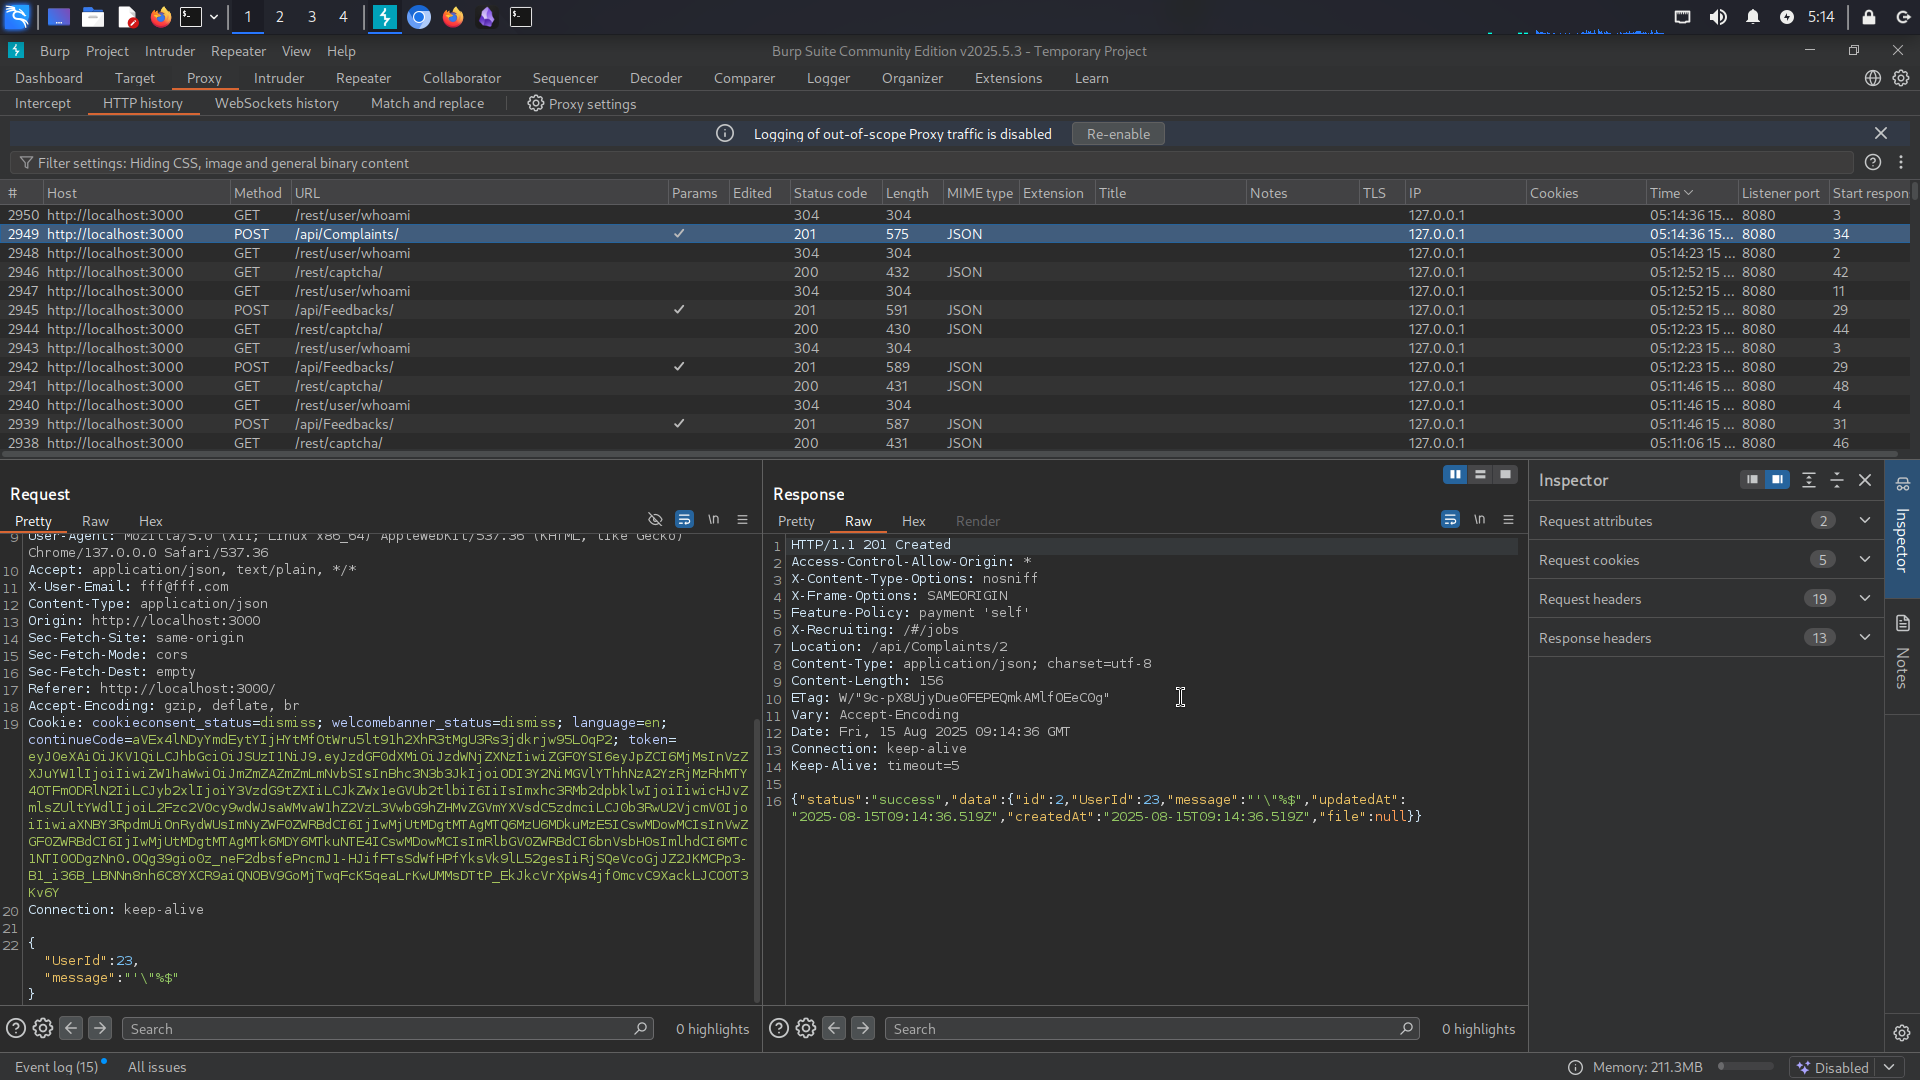 1 2 3 4 5:14
Burp Project Intruder Repeater View Help Burp Suite Community Edition v2025.5.3 - Temporary Project
Dashboard Target Proxy Intruder Repeater Collaborator Sequencer Decoder Comparer Logger Organizer Extensions Learn
Intercept HTTP history WebSockets history Match and replace Proxy settings
Logging of out-of-scope Proxy traffic is disabled Re-enable
Filter settings: Hiding CSS, image and general binary content
# Host Method URL Params Edited Status code Length MIME type Extension Title Notes TLS IP Cookies Time Listener port Start respon
2950 http://localhost:3000 GET /rest/user/whoami 304 304 127.0.0.1 05:14:36 15... 8080 3
2949 http://localhost:3000 POST /api/Complaints/ ✓ 201 575 JSON 127.0.0.1 05:14:36 15... 8080 34
2948 http://localhost:3000 GET /rest/user/whoami 304 304 127.0.0.1 05:14:23 15 ... 8080 2
2946 http://localhost:3000 GET /rest/captcha/ 200 432 JSON 127.0.0.1 05:12:52 15 ... 8080 42
2947 http://localhost:3000 GET /rest/user/whoami 304 304 127.0.0.1 05:12:52 15 ... 8080 11
2945 http://localhost:3000 POST /api/Feedbacks/ ✓ 201 591 JSON 127.0.0.1 05:12:52 15 ... 8080 29
2944 http://localhost:3000 GET /rest/captcha/ 200 430 JSON 127.0.0.1 05:12:23 15 ... 8080 44
2943 http://localhost:3000 GET /rest/user/whoami 304 304 127.0.0.1 05:12:23 15 ... 8080 3
2942 http://localhost:3000 POST /api/Feedbacks/ ✓ 201 589 JSON 127.0.0.1 05:12:23 15 ... 8080 29
2941 http://localhost:3000 GET /rest/captcha/ 200 431 JSON 127.0.0.1 05:11:46 15 ... 8080 48
2940 http://localhost:3000 GET /rest/user/whoami 304 304 127.0.0.1 05:11:46 15 ... 8080 4
2939 http://localhost:3000 POST /api/Feedbacks/ ✓ 201 587 JSON 127.0.0.1 05:11:46 15 ... 8080 31
2938 http://localhost:3000 GET /rest/captcha/ 200 431 JSON 127.0.0.1 05:11:06 15 ... 8080 46
Request
Pretty Raw Hex \n
9 User-Agent: Mozilla/5.0 (X11; Linux x86_64) AppleWebKit/537.36 (KHTML, like Gecko)
Chrome/137.0.0.0 Safari/537.36
10 Accept: application/json, text/plain, */*
11 X-User-Email: fff@fff.com
12 Content-Type: application/json
13 Origin: http://localhost:3000
14 Sec-Fetch-Site: same-origin
15 Sec-Fetch-Mode: cors
16 Sec-Fetch-Dest: empty
17 Referer: http://localhost:3000/
18 Accept-Encoding: gzip, deflate, br
19 Cookie: cookieconsent_status=dismiss; welcomebanner_status=dismiss; language=en;
token=
20 Connection: keep-alive
21
22 {
"UserId":23,
"message":"'\"%$"
}
Search 0 highlights
Response
Pretty Raw Hex Render \n
1 HTTP/1.1 201 Created
2 Access-Control-Allow-Origin: *
3 X-Content-Type-Options: nosniff
4 X-Frame-Options: SAMEORIGIN
5 Feature-Policy: payment 'self'
6 X-Recruiting: /#/jobs
7 Location: /api/Complaints/2
8 Content-Type: application/json; charset=utf-8
9 Content-Length: 156
10 ETag:
11 Vary: Accept-Encoding
12 Date: Fri, 15 Aug 2025 09:14:36 GMT
13 Connection: keep-alive
14 Keep-Alive: timeout=5
15
16 {"status":"success","data":{"id":2,"UserId":23,"message":"'\"%$","updatedAt":
"2025-08-15T09:14:36.519Z","createdAt":"2025-08-15T09:14:36.519Z","file":null}}
Search 0 highlights
Inspector
Request attributes 2
Request cookies 5
Request headers 19
Response headers 13
Inspector
Notes
Event log (15) All issues Memory: 211.3MB Disabled